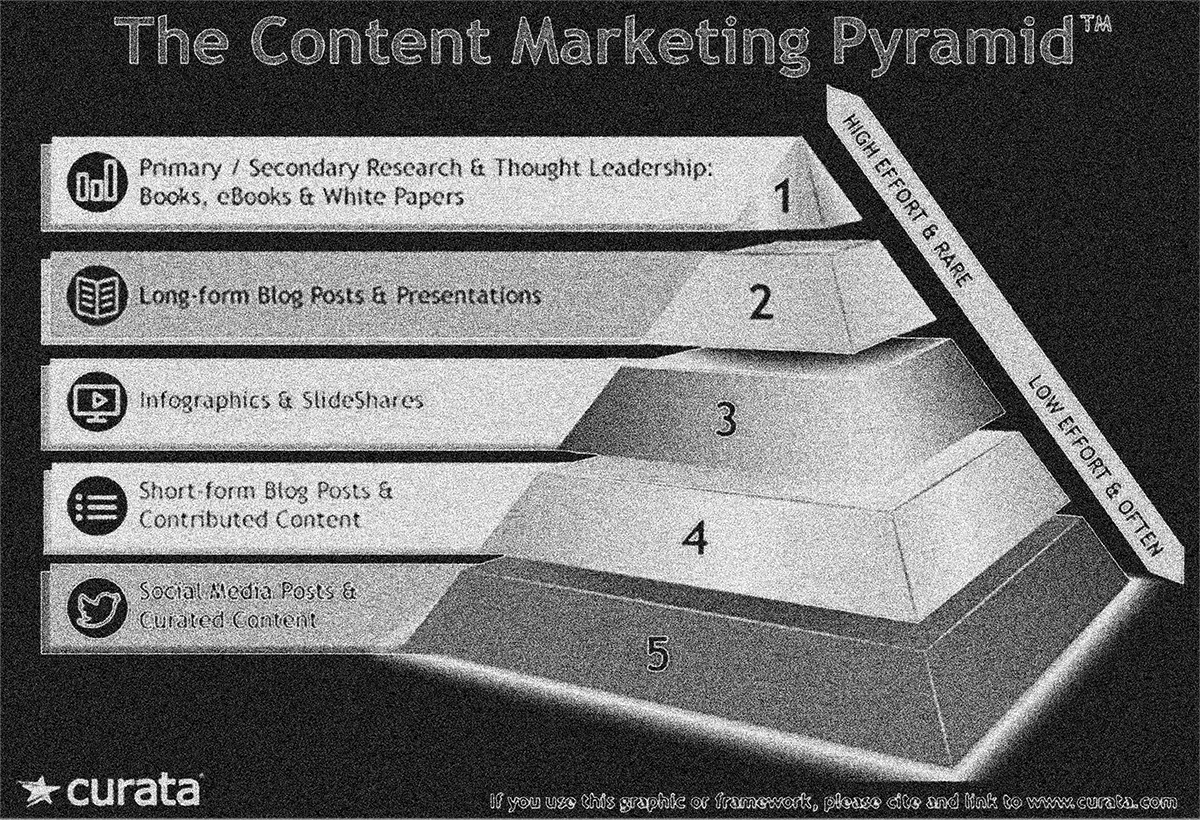 The Content Marketing Pyramid™
HIGH EFFORT & RARE
Primary / Secondary Research & Thought Leadership:
Books, eBooks & White Papers
1
Long-form Blog Posts & Presentations
2
Infographics & SlideShares
3
LOW EFFORT & OFTEN
Short-form Blog Posts &
Contributed Content
4
Social Media Posts &
Curated Content
5
curata
If you use this graphic or framework, please cite and link to www.curata.com